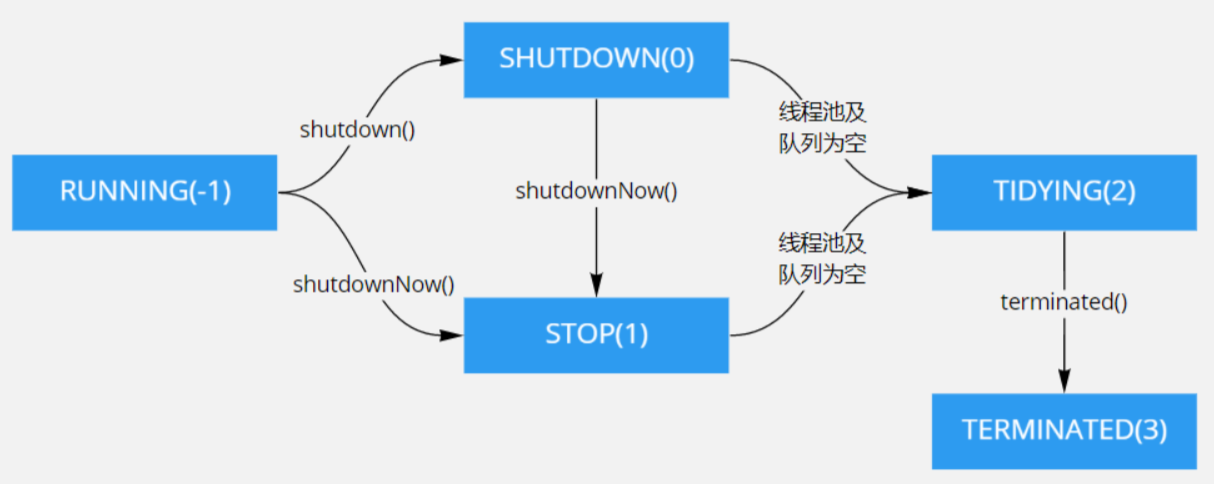 SHUTDOWN(0)
线程池及
队列为空
shutdown()
RUNNING(-1)
shutdownNow()
TIDYING(2)
线程池及
队列为空
shutdownNow()
terminated()
STOP(1)
TERMINATED(3)